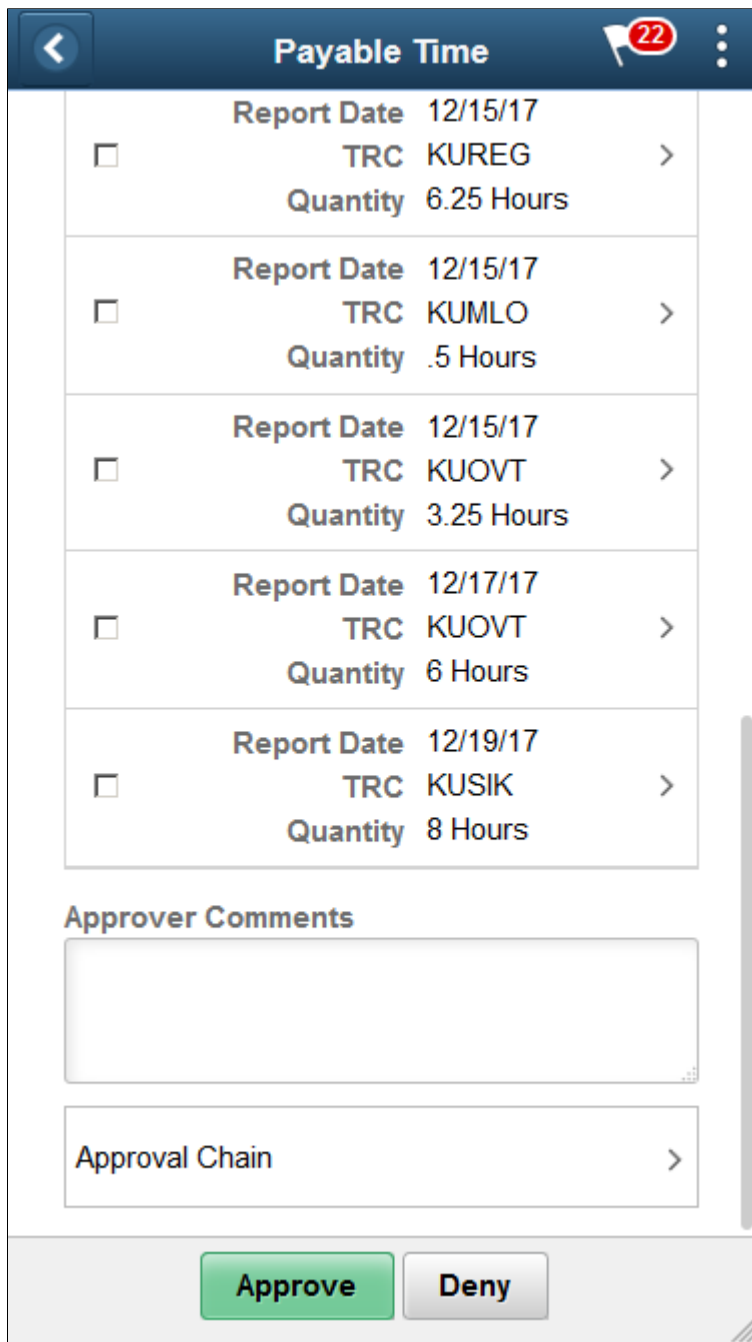 Payable Time
22
Report Date 12/15/17
TRC KUREG
Quantity 6.25 Hours
Report Date 12/15/17
TRC KUMLO
Quantity .5 Hours
Report Date 12/15/17
TRC KUOVT
Quantity 3.25 Hours
Report Date 12/17/17
TRC KUOVT
Quantity 6 Hours
Report Date 12/19/17
TRC KUSIK
Quantity 8 Hours
Approver Comments
Approval Chain
Approve Deny